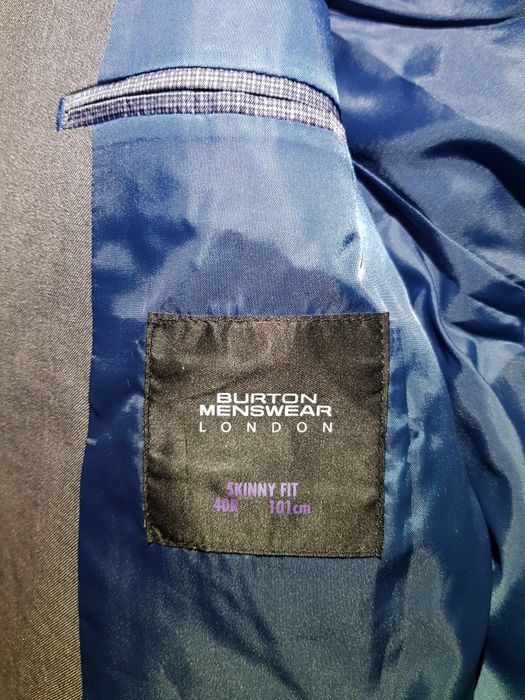 BURTON
MENSWEAR
LONDON
SKINNY FIT
40R 101cm